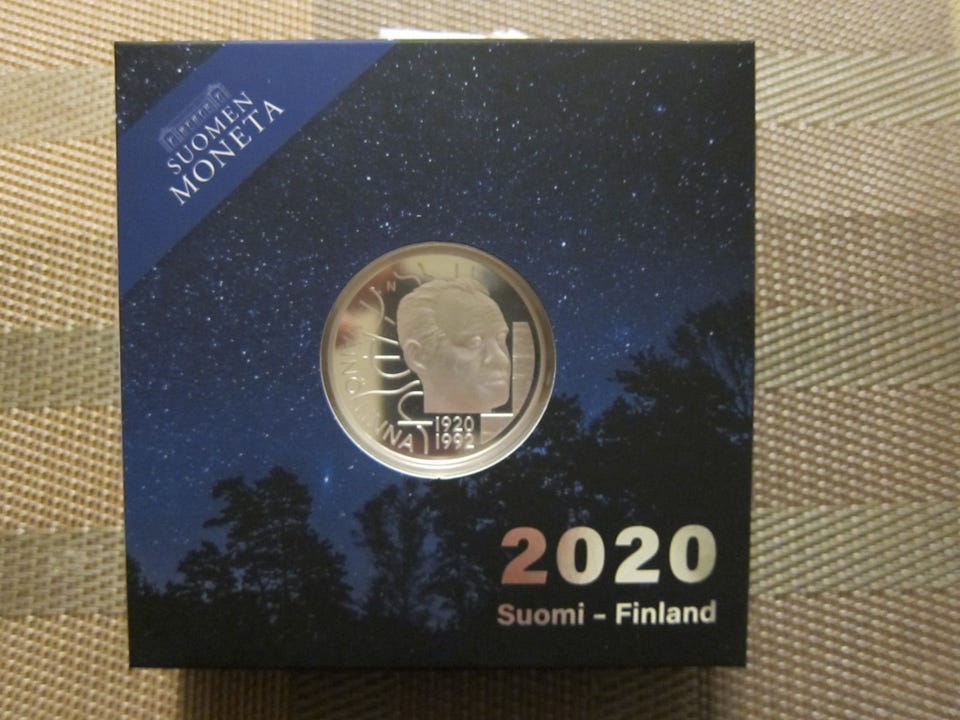 SUOMEN
MONETA
1920
1992
2020
Suomi – Finland